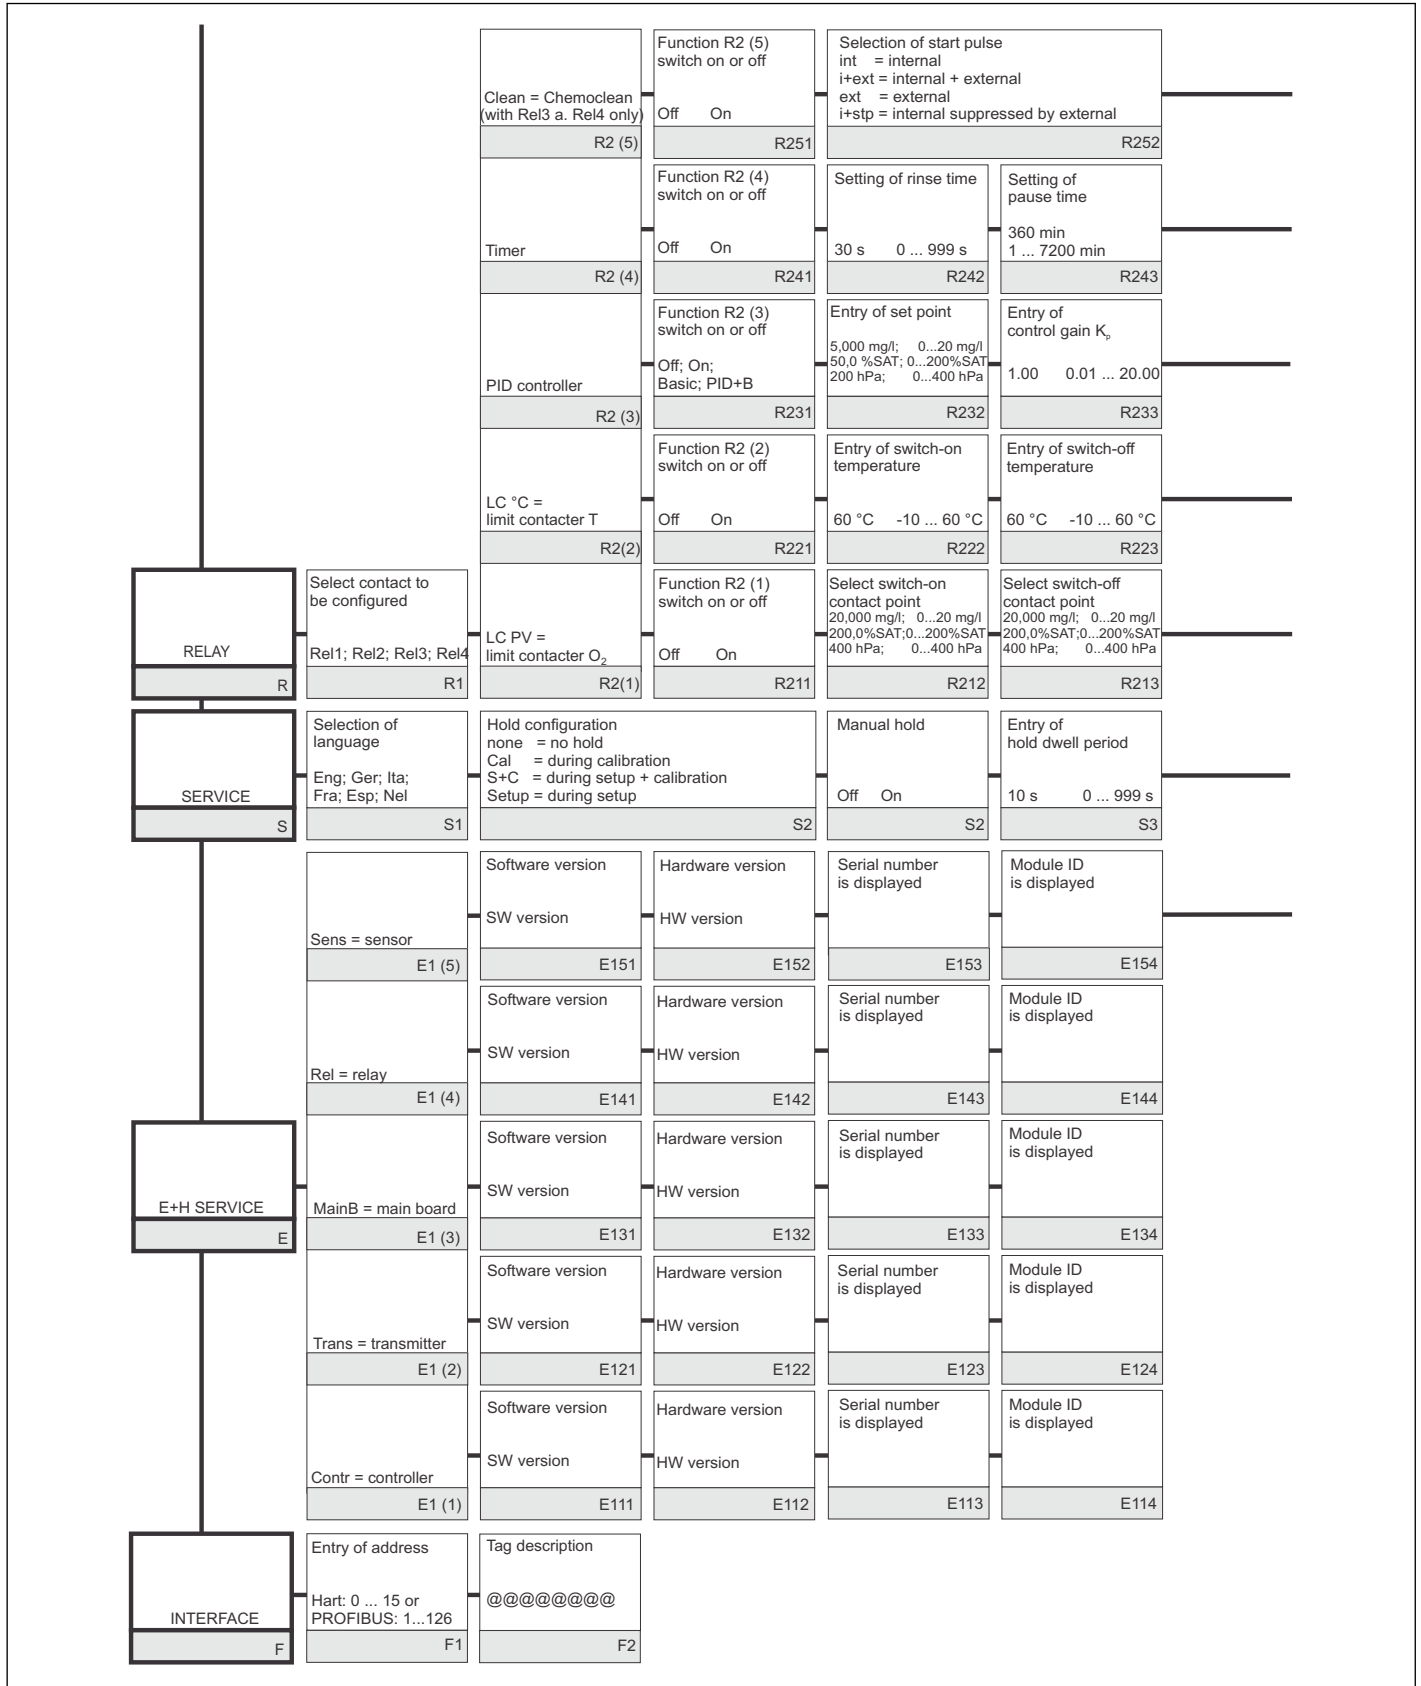 Clean = Chemoclean
(with Rel3 a. Rel4 only)
R2 (5)
Function R2 (5)
switch on or off
Off On
R251
Selection of start pulse
int = internal
i+ext = internal + external
ext = external
i+stp = internal suppressed by external
R252
Timer
R2 (4)
Function R2 (4)
switch on or off
Off On
R241
Setting of rinse time
30 s 0 ... 999 s
R242
Setting of
pause time
360 min
1 ... 7200 min
R243
PID controller
R2 (3)
Function R2 (3)
switch on or off
Off; On;
Basic; PID+B
R231
Entry of set point
5,000 mg/l; 0...20 mg/l
50,0 %SAT; 0...200%SAT
200 hPa; 0...400 hPa
R232
Entry of
control gain Kp
1.00 0.01 ... 20.00
R233
LC °C =
limit contacter T
R2(2)
Function R2 (2)
switch on or off
Off On
R221
Entry of switch-on
temperature
60 °C -10 ... 60 °C
R222
Entry of switch-off
temperature
60 °C -10 ... 60 °C
R223
RELAY
R
Select contact to
be configured
Rel1; Rel2; Rel3; Rel4
R1
LC PV =
limit contacter O2
R2(1)
Function R2 (1)
switch on or off
Off On
R211
Select switch-on
contact point
20,000 mg/l; 0...20 mg/l
200,0%SAT;0...200%SAT
400 hPa; 0...400 hPa
R212
Select switch-off
contact point
20,000 mg/l; 0...20 mg/l
200,0%SAT;0...200%SAT
400 hPa; 0...400 hPa
R213
SERVICE
S
Selection of
language
Eng; Ger; Ita;
Fra; Esp; Nel
S1
Hold configuration
none = no hold
Cal = during calibration
S+C = during setup + calibration
Setup = during setup
S2
Manual hold
Off On
S2
Entry of
hold dwell period
10 s 0 ... 999 s
S3
Sens = sensor
E1 (5)
Software version
SW version
E151
Hardware version
HW version
E152
Serial number
is displayed
E153
Module ID
is displayed
E154
Rel = relay
E1 (4)
Software version
SW version
E141
Hardware version
HW version
E142
Serial number
is displayed
E143
Module ID
is displayed
E144
E+H SERVICE
E
MainB = main board
E1 (3)
Software version
SW version
E131
Hardware version
HW version
E132
Serial number
is displayed
E133
Module ID
is displayed
E134
Trans = transmitter
E1 (2)
Software version
SW version
E121
Hardware version
HW version
E122
Serial number
is displayed
E123
Module ID
is displayed
E124
Contr = controller
E1 (1)
Software version
SW version
E111
Hardware version
HW version
E112
Serial number
is displayed
E113
Module ID
is displayed
E114
INTERFACE
F
Entry of address
Hart: 0 ... 15 or
PROFIBUS: 1...126
F1
Tag description
@@@@@@@@
F2